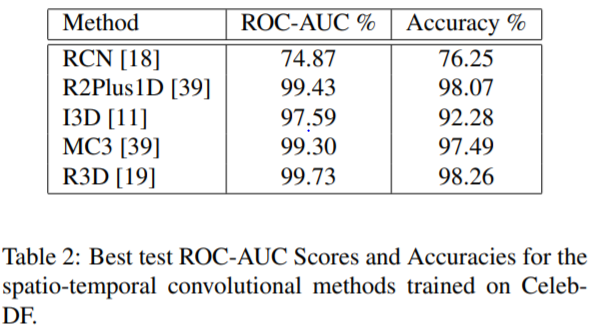 Method ROC-AUC % Accuracy %
RCN [18] 74.87 76.25
R2Plus1D [39] 99.43 98.07
I3D [11] 97.59 92.28
MC3 [39] 99.30 97.49
R3D [19] 99.73 98.26
Table 2: Best test ROC-AUC Scores and Accuracies for the
spatio-temporal convolutional methods trained on Celeb-
DF.